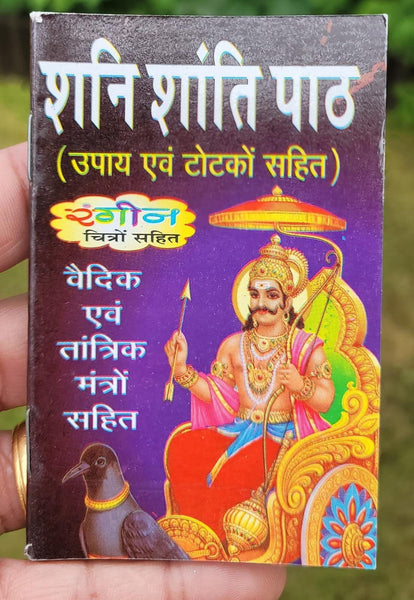 शनि शांति पाठ
(उपाय एवं टोटकों सहित)
रंगीन
चित्रों सहित
वैदिक
एवं
तांत्रिक
मंत्रों
सहित